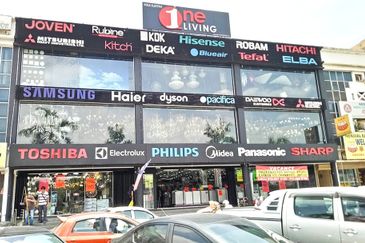 One
LIVING
JOVEN Rubine KDK Hisense ROBAM HITACHI
MITSUBISHI Kitch DEKA Blueair Tefal ELBA
SAMSUNG Haier dyson pacifica DAEWOO MITSUBISHI
TOSHIBA Electrolux PHILIPS Midea Panasonic SHARP